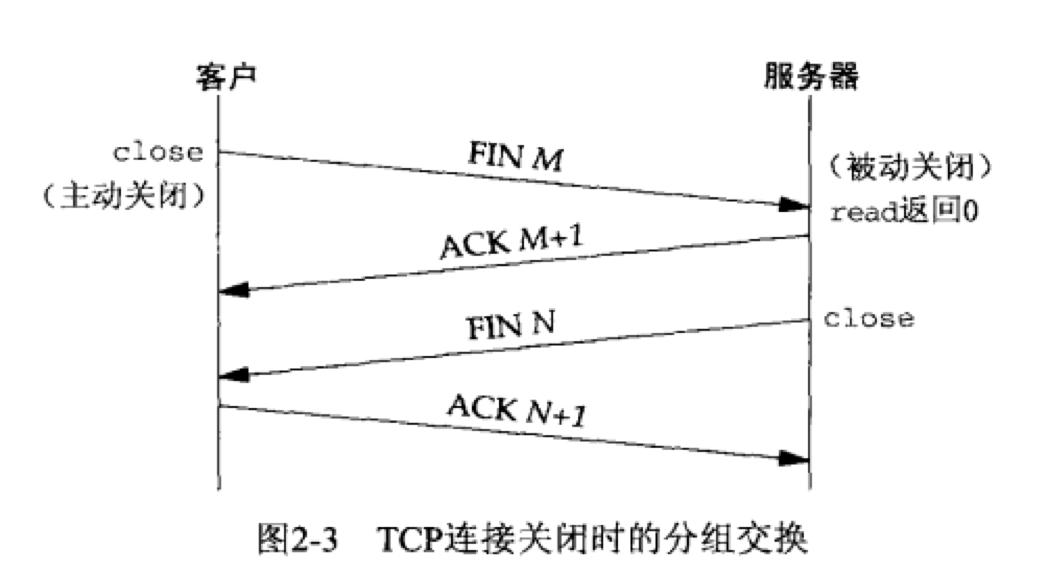 客户 服务器
close FIN M （被动关闭）
（主动关闭） read返回0
ACK M+1
FIN N close
ACK N+1
图2-3 TCP连接关闭时的分组交换